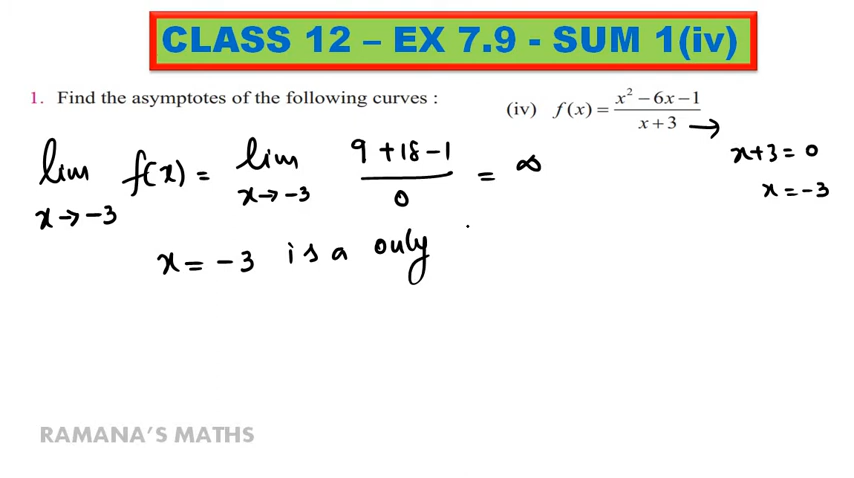 CLASS 12 – EX 7.9 - SUM 1(iv)
1. Find the asymptotes of the following curves : (iv) f(x) = (x² − 6x − 1)/(x + 3) →
x+3 = 0
x = −3
lim x→−3 f(x) = lim x→−3 (9+18−1)/0 = ∞
x = −3 is a only
RAMANA'S MATHS